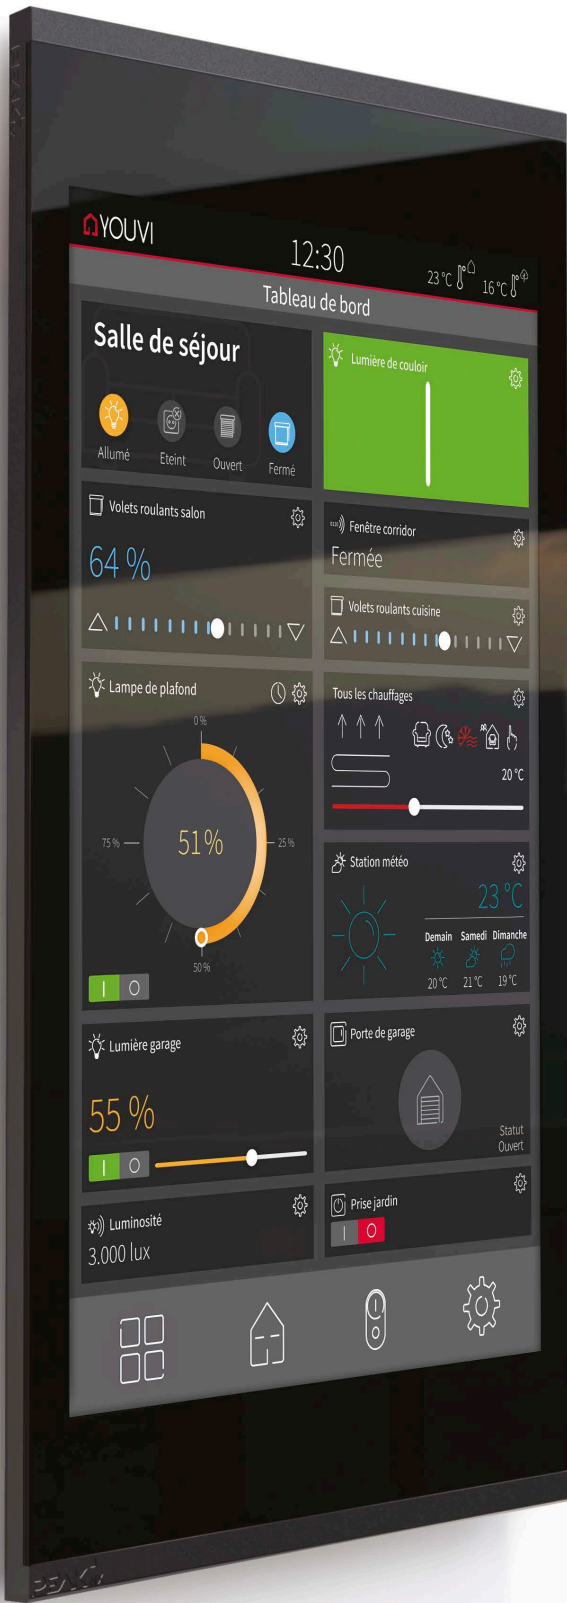 YOUVI
12:30
23 °C
16 °C
Tableau de bord
Salle de séjour
Allumé
Eteint
Ouvert
Fermé
Lumière de couloir
Volets roulants salon
64 %
Fenêtre corridor
Fermée
Volets roulants cuisine
Lampe de plafond
0 %
25 %
50 %
75 %
51 %
Tous les chauffages
20 °C
Station météo
23 °C
Demain Samedi Dimanche
20 °C 21 °C 19 °C
Lumière garage
55 %
Porte de garage
Statut
Ouvert
Luminosité
3.000 lux
Prise jardin
PEAK